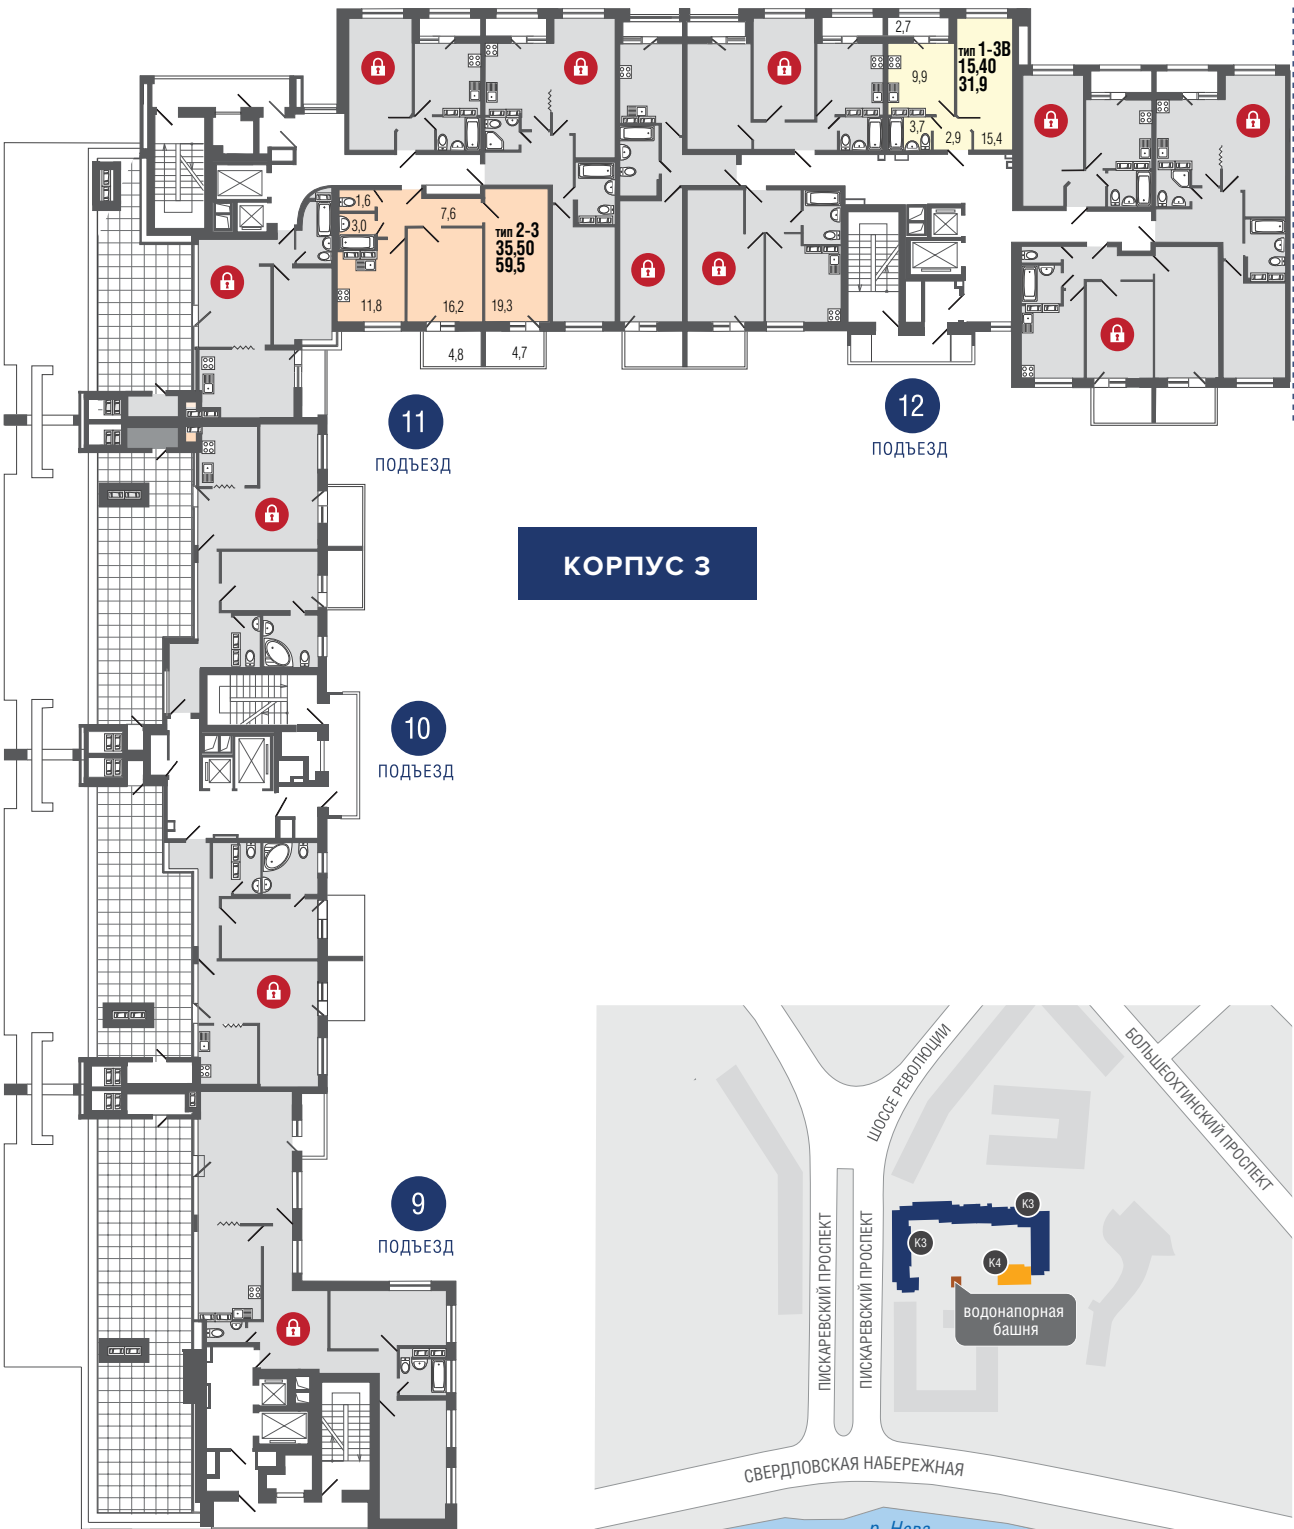 2,7
тип 1-3В
15,40
31,9
9,9
3,7
2,9
15,4
1,6
3,0
7,6
тип 2-3
35,50
59,5
11,8
16,2
19,3
4,8
4,7
11
ПОДЪЕЗД
12
ПОДЪЕЗД
КОРПУС 3
10
ПОДЪЕЗД
9
ПОДЪЕЗД
ШОССЕ РЕВОЛЮЦИИ
БОЛЬШЕОХТИНСКИЙ ПРОСПЕКТ
ПИСКАРЕВСКИЙ ПРОСПЕКТ
ПИСКАРЕВСКИЙ ПРОСПЕКТ
К3
К3
К4
водонапорная
башня
СВЕРДЛОВСКАЯ НАБЕРЕЖНАЯ
р. Нева